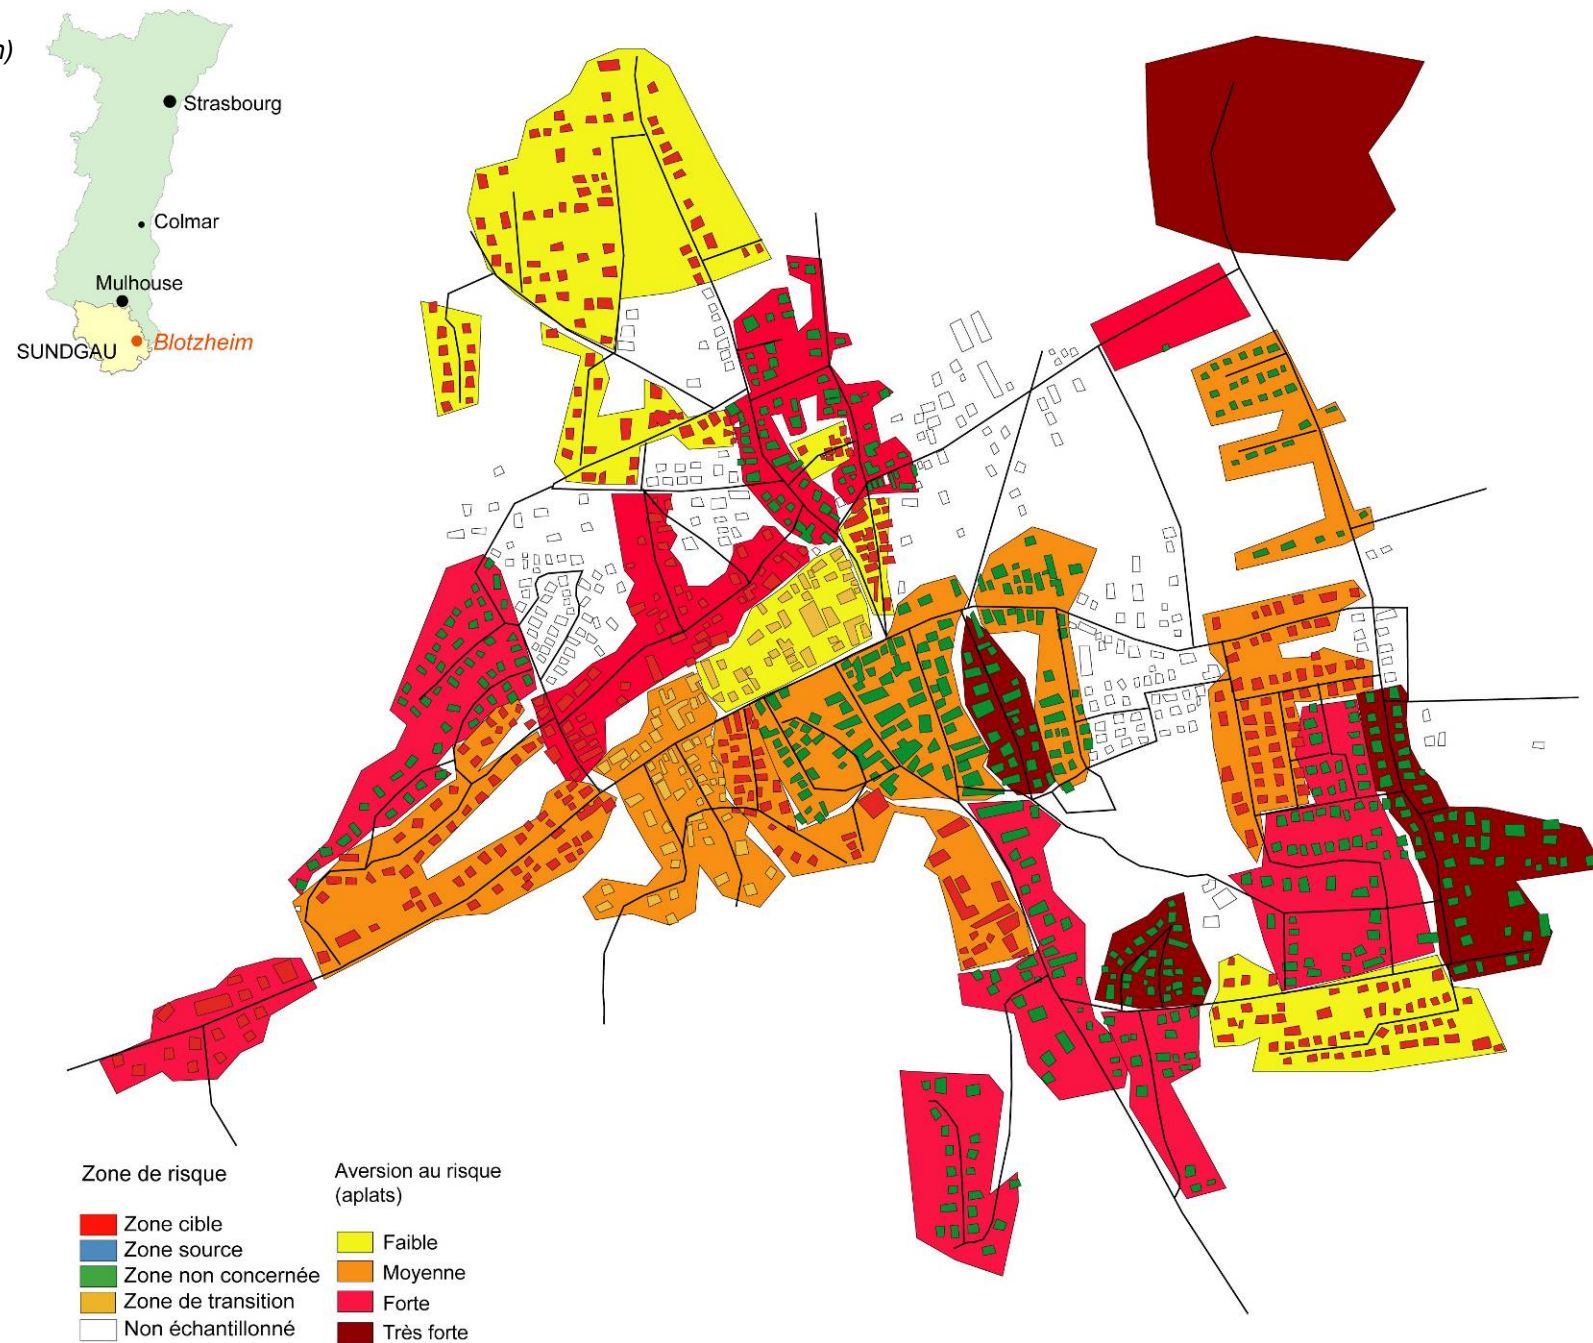 Strasbourg
Colmar
Mulhouse
SUNDGAU
Blotzheim
Zone de risque
Zone cible
Zone source
Zone non concernée
Zone de transition
Non échantillonné
Aversion au risque
(aplats)
Faible
Moyenne
Forte
Très forte